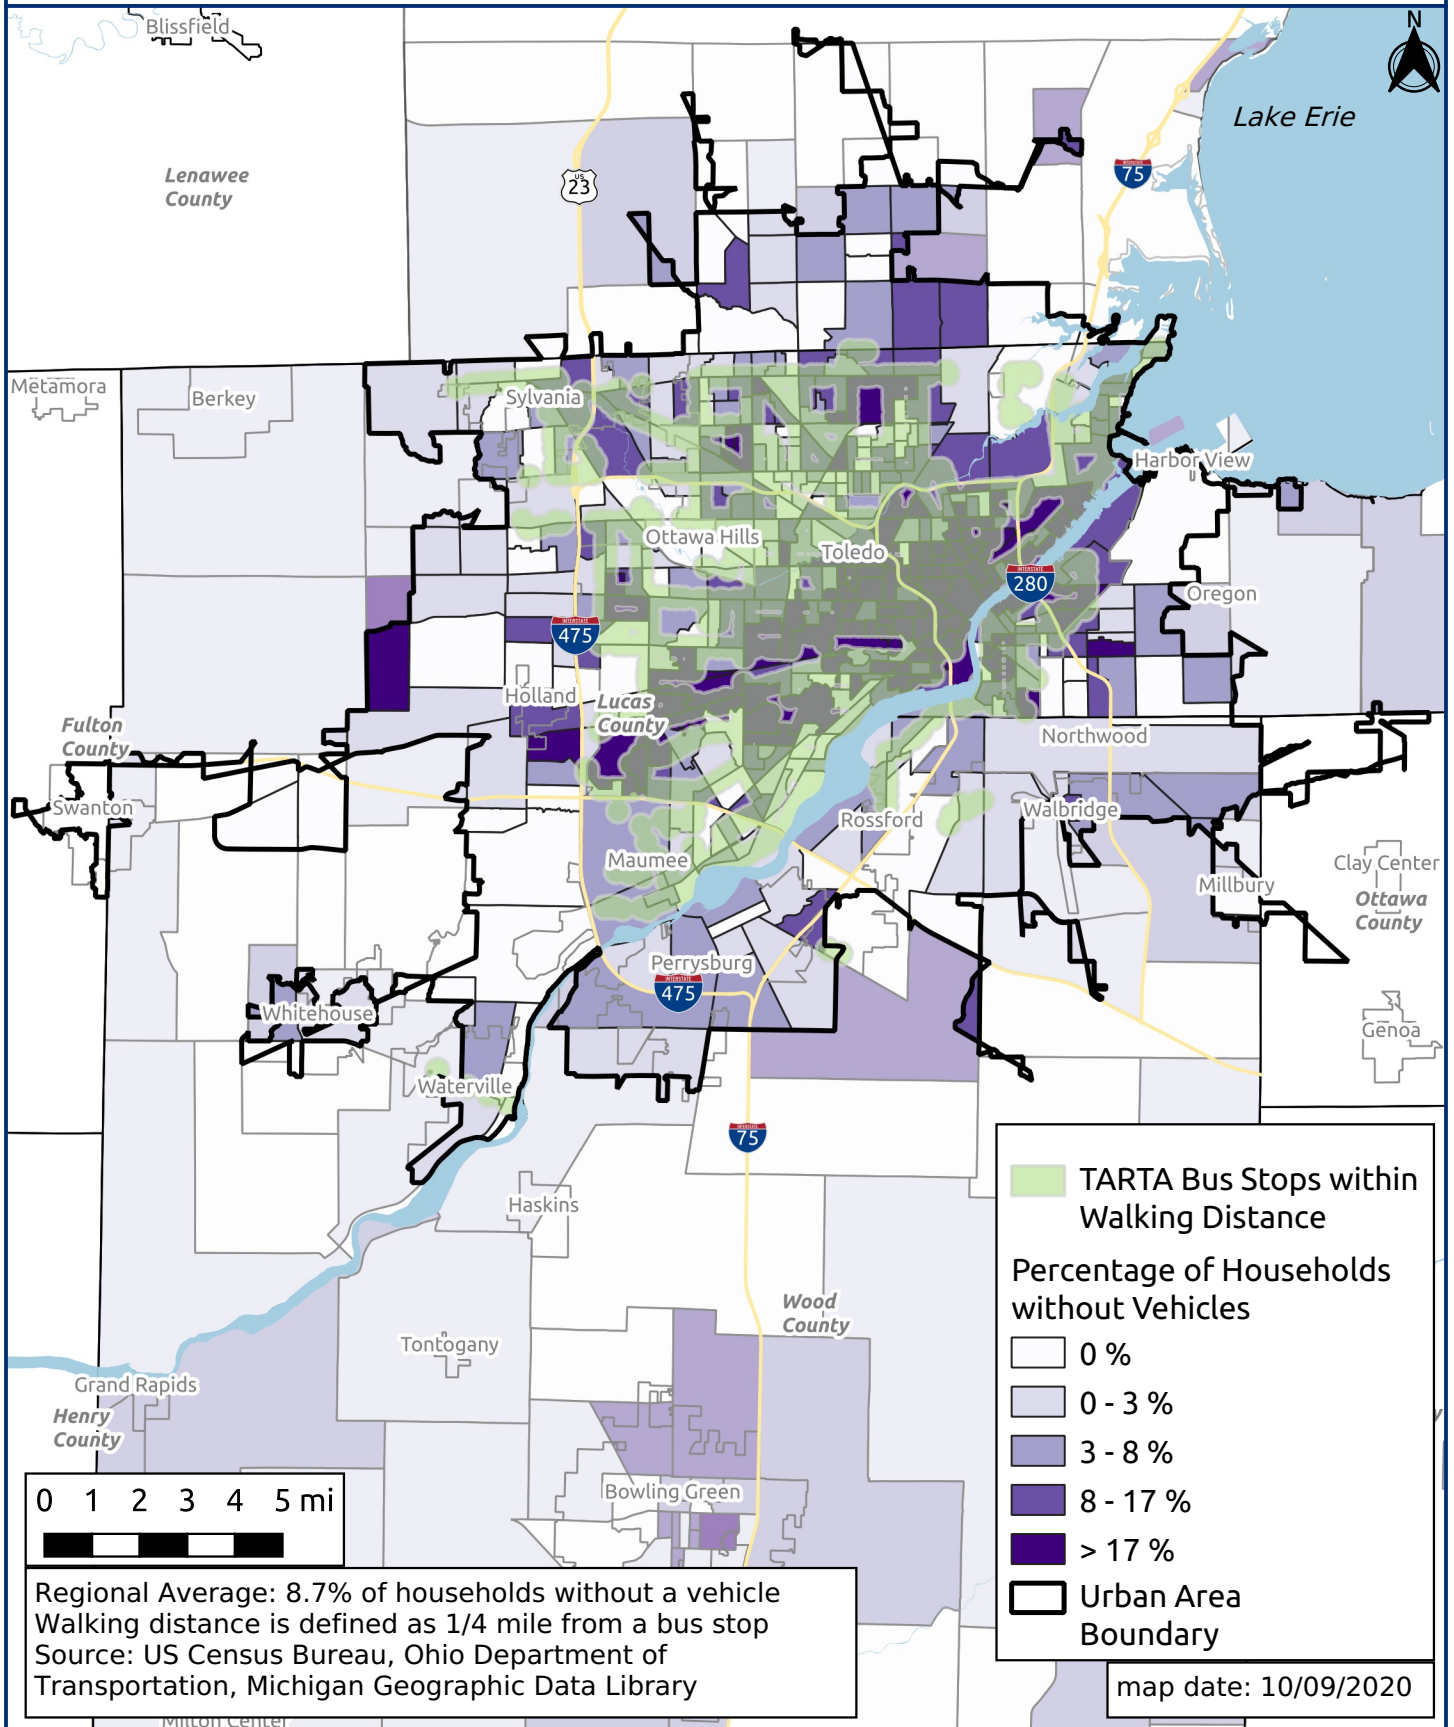 Blissfield
N
Lake Erie
Lenawee
County
US
23
INTERSTATE
75
Metamora
Berkey
Sylvania
Harbor View
Ottawa Hills
Toledo
INTERSTATE
280
Oregon
INTERSTATE
475
Holland
Lucas
County
Fulton
County
Northwood
Swanton
Rossford
Walbridge
Maumee
Clay Center
Millbury
Ottawa
County
Perrysburg
INTERSTATE
475
Whitehouse
Genoa
Waterville
INTERSTATE
75
Haskins
Wood
County
Tontogany
Grand Rapids
Henry
County
Bowling Green
Milton Center
TARTA Bus Stops within
Walking Distance
Percentage of Households
without Vehicles
0 %
0 - 3 %
3 - 8 %
8 - 17 %
> 17 %
Urban Area
Boundary
0 1 2 3 4 5 mi
Regional Average: 8.7% of households without a vehicle
Walking distance is defined as 1/4 mile from a bus stop
Source: US Census Bureau, Ohio Department of
Transportation, Michigan Geographic Data Library
map date: 10/09/2020